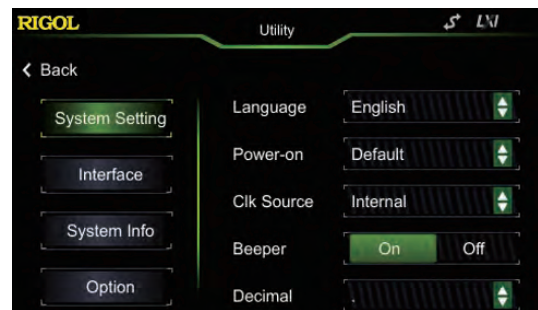 RIGOL
Utility
LXI
Back
System Setting
Interface
System Info
Option
Language English
Power-on Default
Clk Source Internal
Beeper On Off
Decimal .